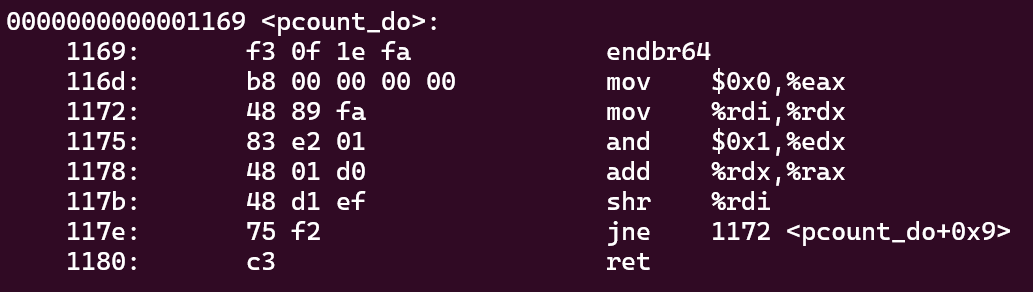 0000000000001169 <pcount_do>:
    1169:       f3 0f 1e fa             endbr64
    116d:       b8 00 00 00 00          mov    $0x0,%eax
    1172:       48 89 fa                mov    %rdi,%rdx
    1175:       83 e2 01                and    $0x1,%edx
    1178:       48 01 d0                add    %rdx,%rax
    117b:       48 d1 ef                shr    %rdi
    117e:       75 f2                   jne    1172 <pcount_do+0x9>
    1180:       c3                      ret